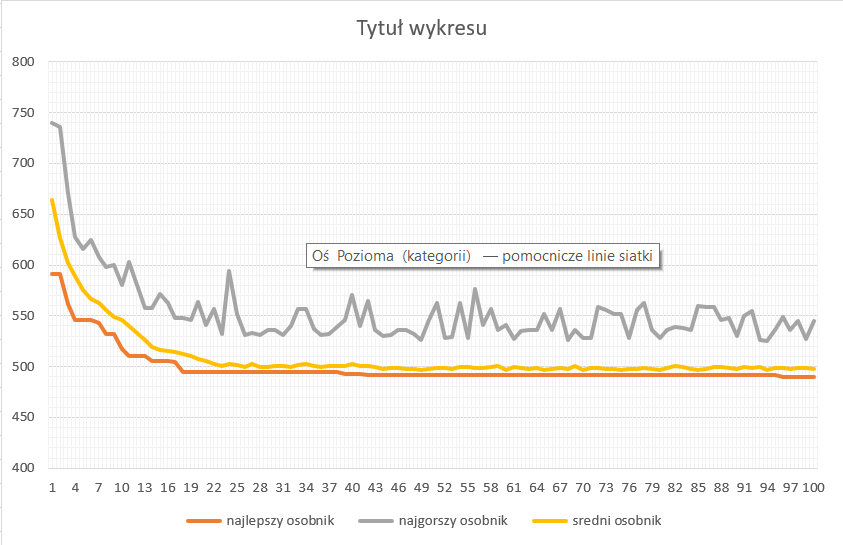 Tytuł wykresu
800
750
700
650
600
550
500
450
400
Oś Pozioma (kategorii) — pomocnicze linie siatki
1 4 7 10 13 16 19 22 25 28 31 34 37 40 43 46 49 52 55 58 61 64 67 70 73 76 79 82 85 88 91 94 97 100
najlepszy osobnik najgorszy osobnik sredni osobnik